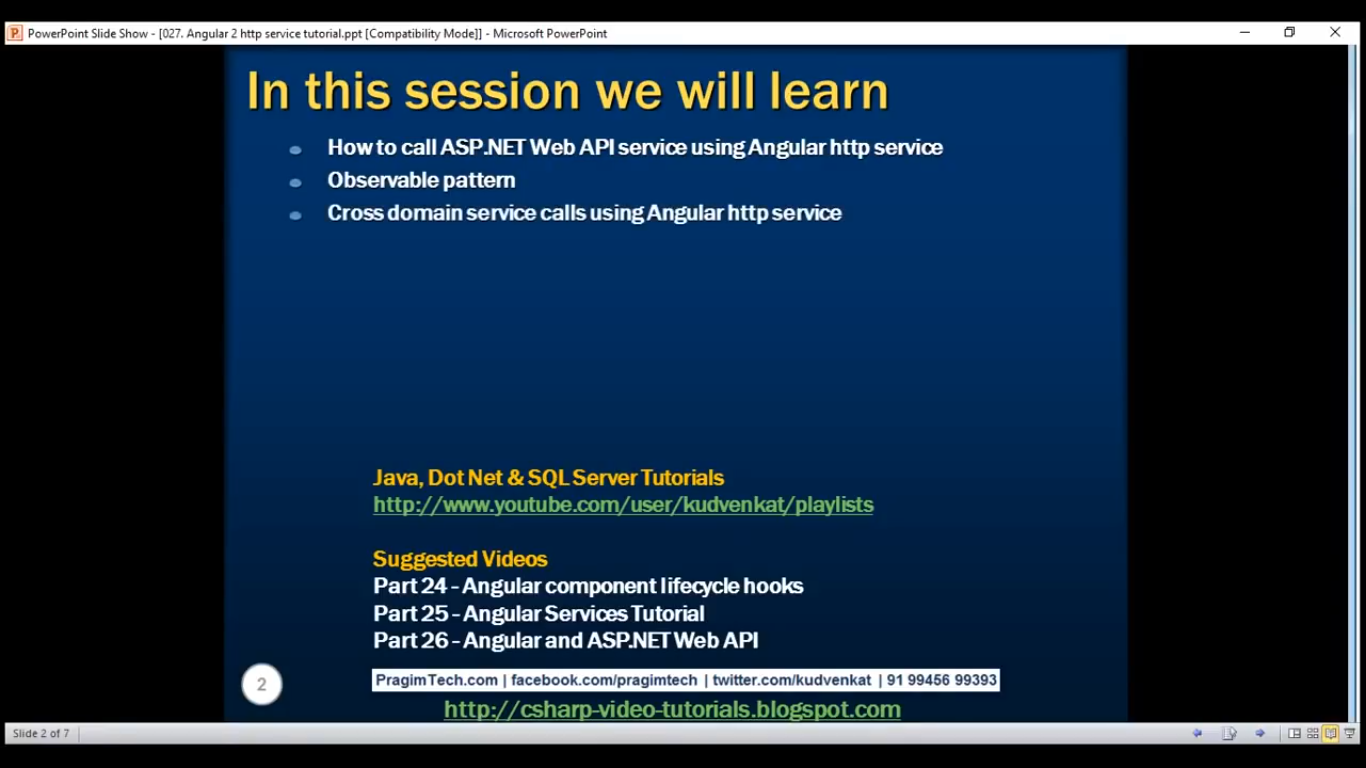 PowerPoint Slide Show - [027. Angular 2 http service tutorial.ppt [Compatibility Mode]] - Microsoft PowerPoint
In this session we will learn
How to call ASP.NET Web API service using Angular http service
Observable pattern
Cross domain service calls using Angular http service
Java, Dot Net & SQL Server Tutorials
http://www.youtube.com/user/kudvenkat/playlists
Suggested Videos
Part 24 - Angular component lifecycle hooks
Part 25 - Angular Services Tutorial
Part 26 - Angular and ASP.NET Web API
2
PragimTech.com | facebook.com/pragimtech | twitter.com/kudvenkat | 91 99456 99393
http://csharp-video-tutorials.blogspot.com
Slide 2 of 7